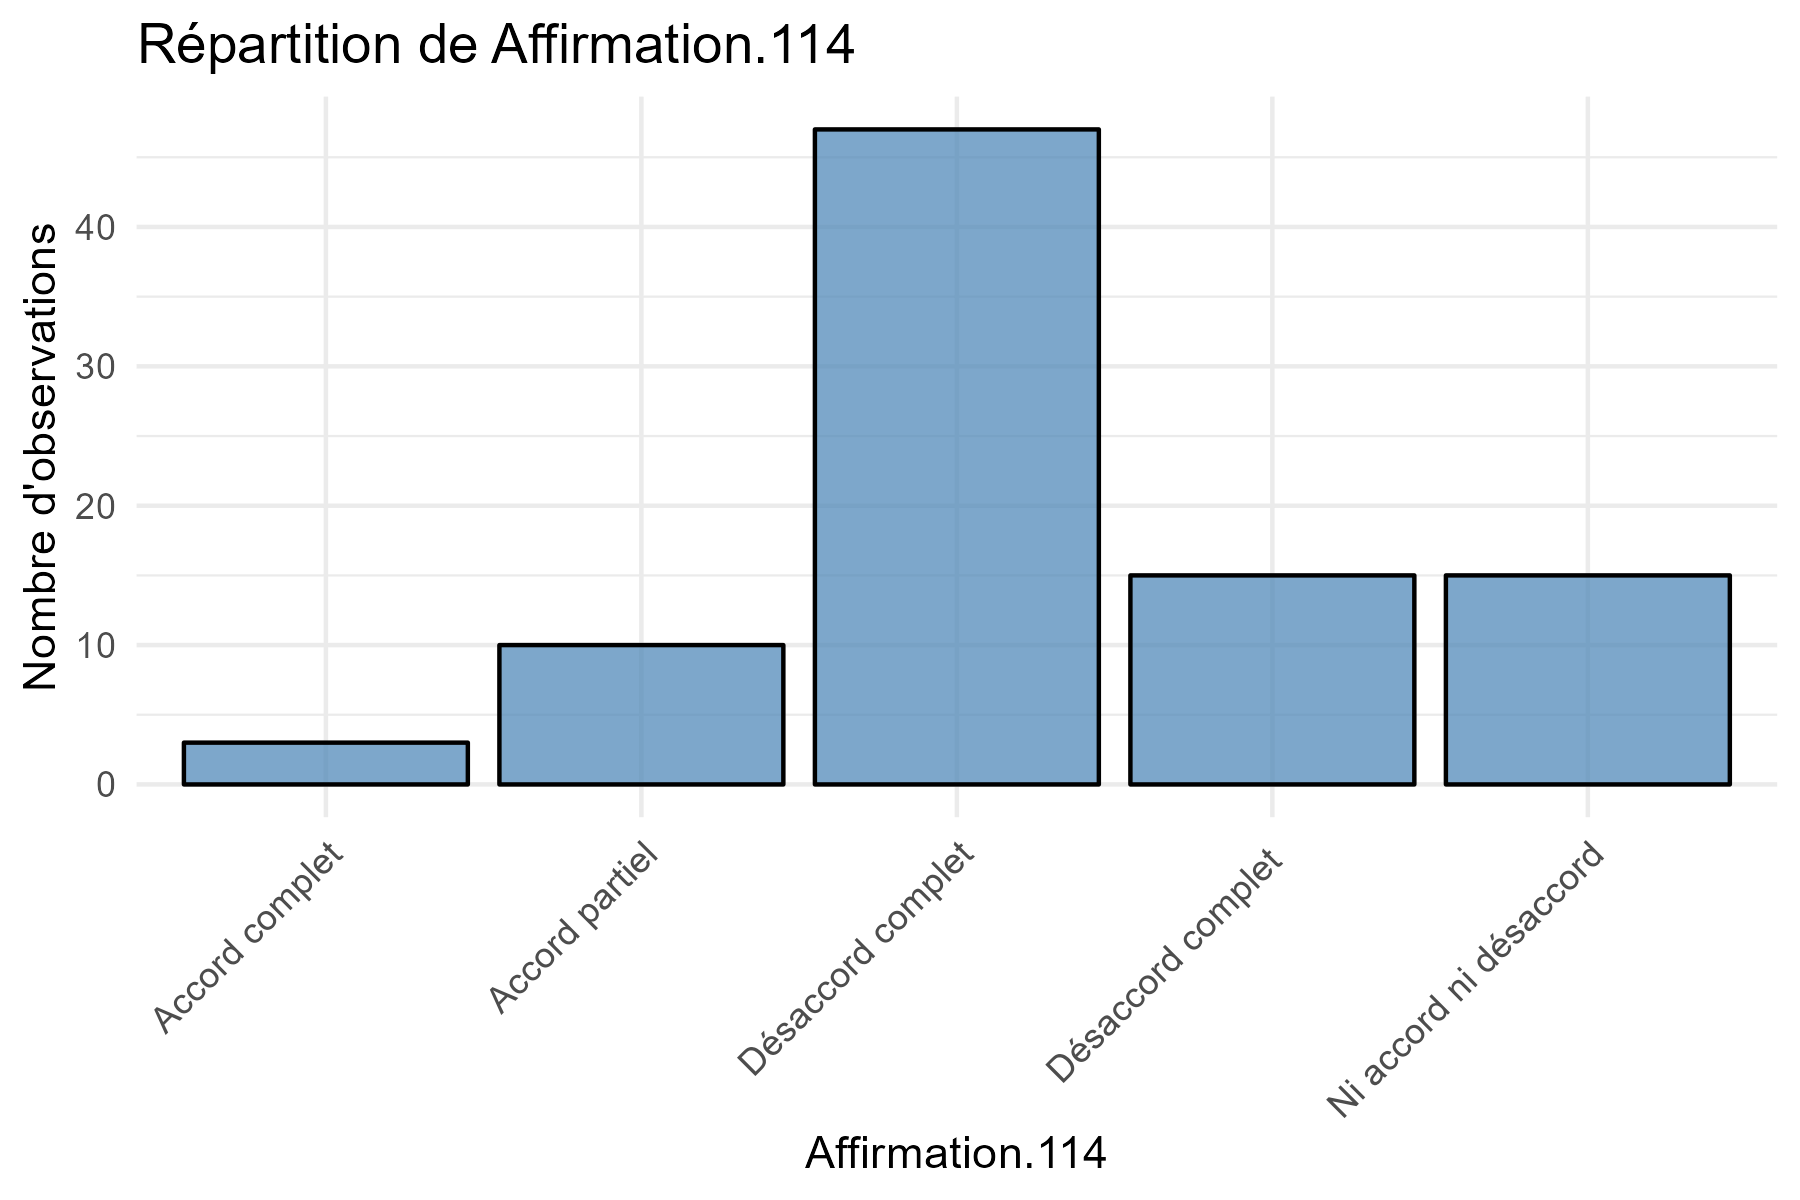 Répartition de Affirmation.114
Nombre d'observations
40
30
20
10
0
Accord complet
Accord partiel
Désaccord complet
Désaccord complet
Ni accord ni désaccord
Affirmation.114